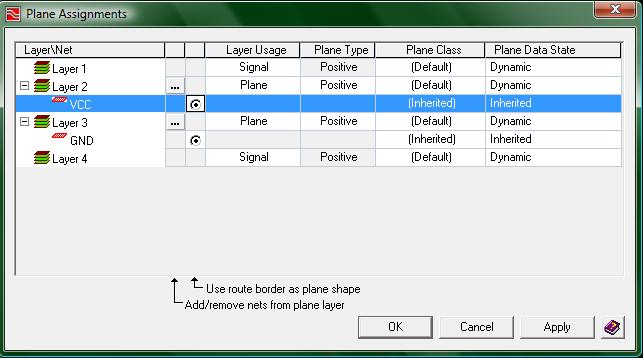 Plane Assignments
Layer\Net Layer Usage Plane Type Plane Class Plane Data State
Layer 1 Signal Positive (Default) Dynamic
Layer 2 ... Plane Positive (Default) Dynamic
VCC (Inherited) Inherited
Layer 3 ... Plane Positive (Default) Dynamic
GND (Inherited) Inherited
Layer 4 Signal Positive (Default) Dynamic
Use route border as plane shape
Add/remove nets from plane layer
OK Cancel Apply ?